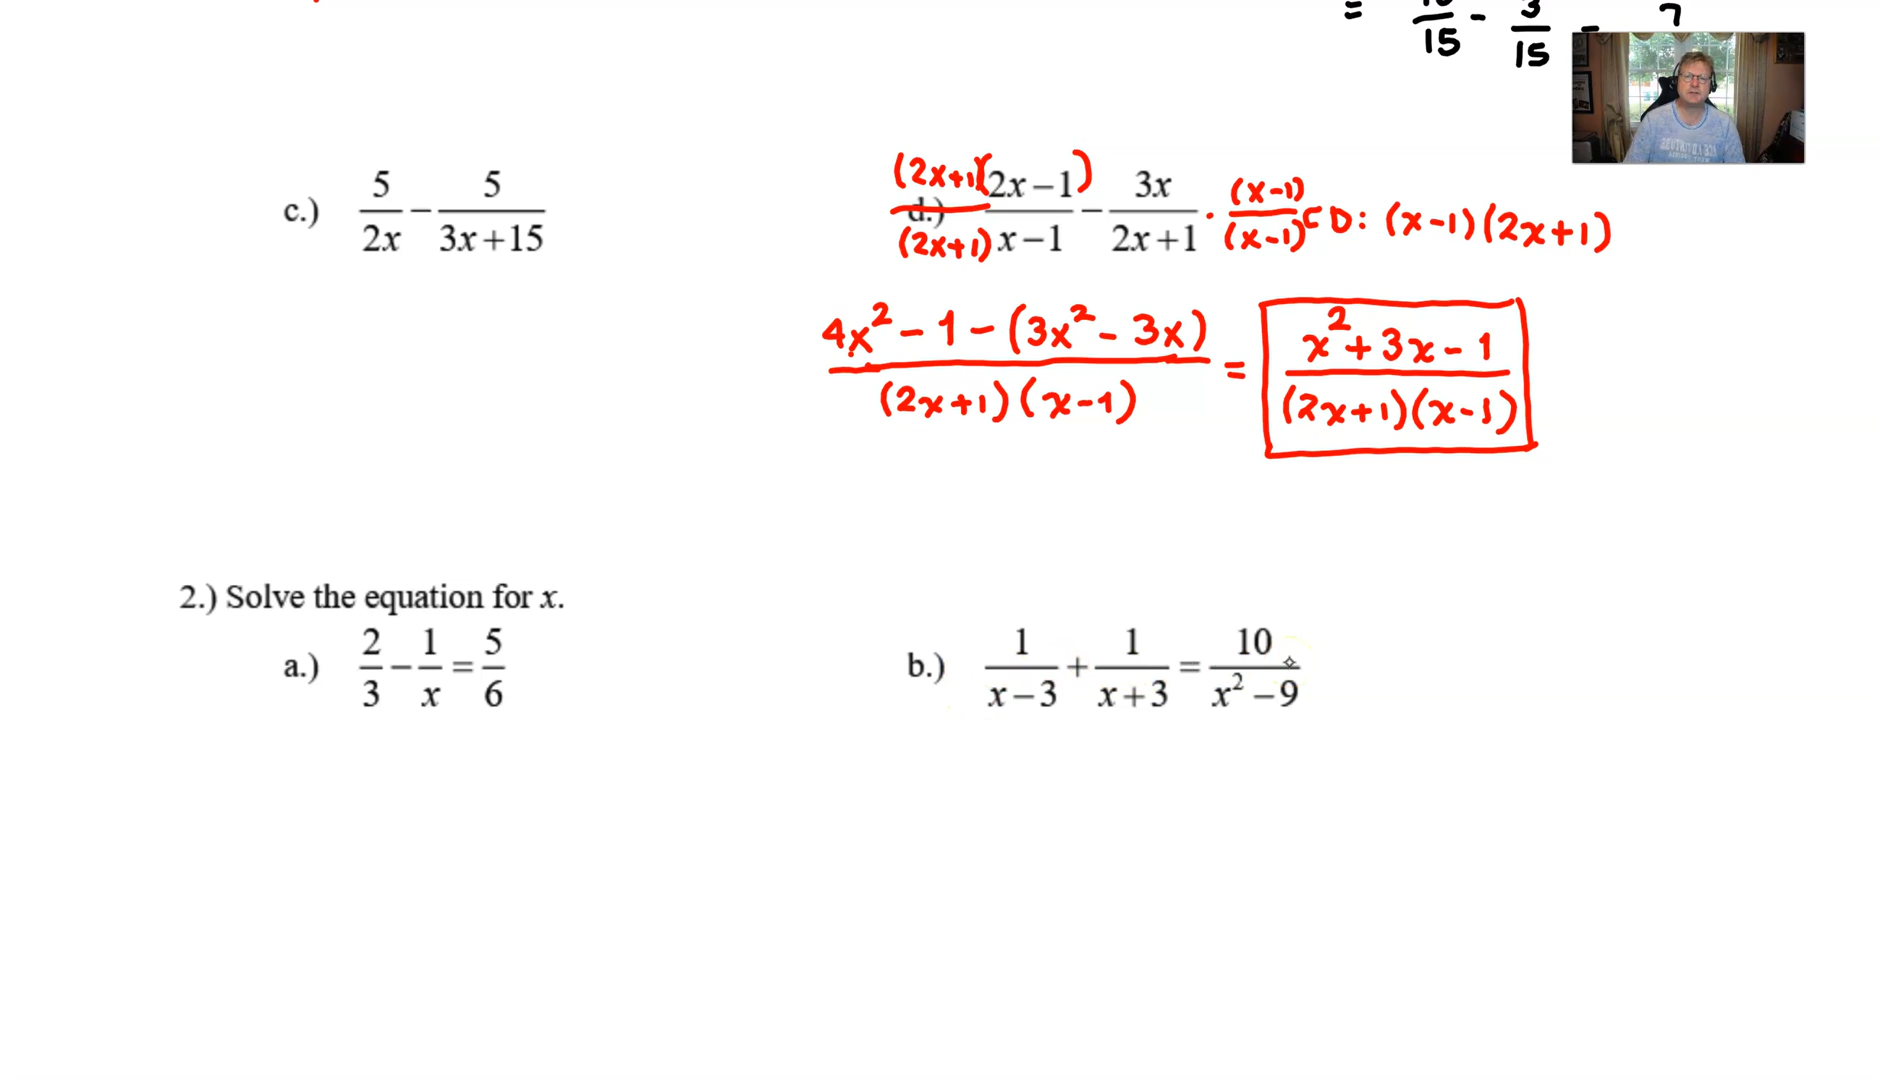 = 10/15 - 3/15 = 7
c.) 5/2x − 5/(3x+15)
(2x+1)/(2x+1) d.) (2x−1)/(x−1) − 3x/(2x+1) · (x-1)/(x-1) CD: (x-1)(2x+1)
(4x² - 1 - (3x² - 3x))/((2x+1)(x-1)) = (x² + 3x - 1)/((2x+1)(x-1))
2.) Solve the equation for x.
a.) 2/3 − 1/x = 5/6
b.) 1/(x−3) + 1/(x+3) = 10/(x²−9)